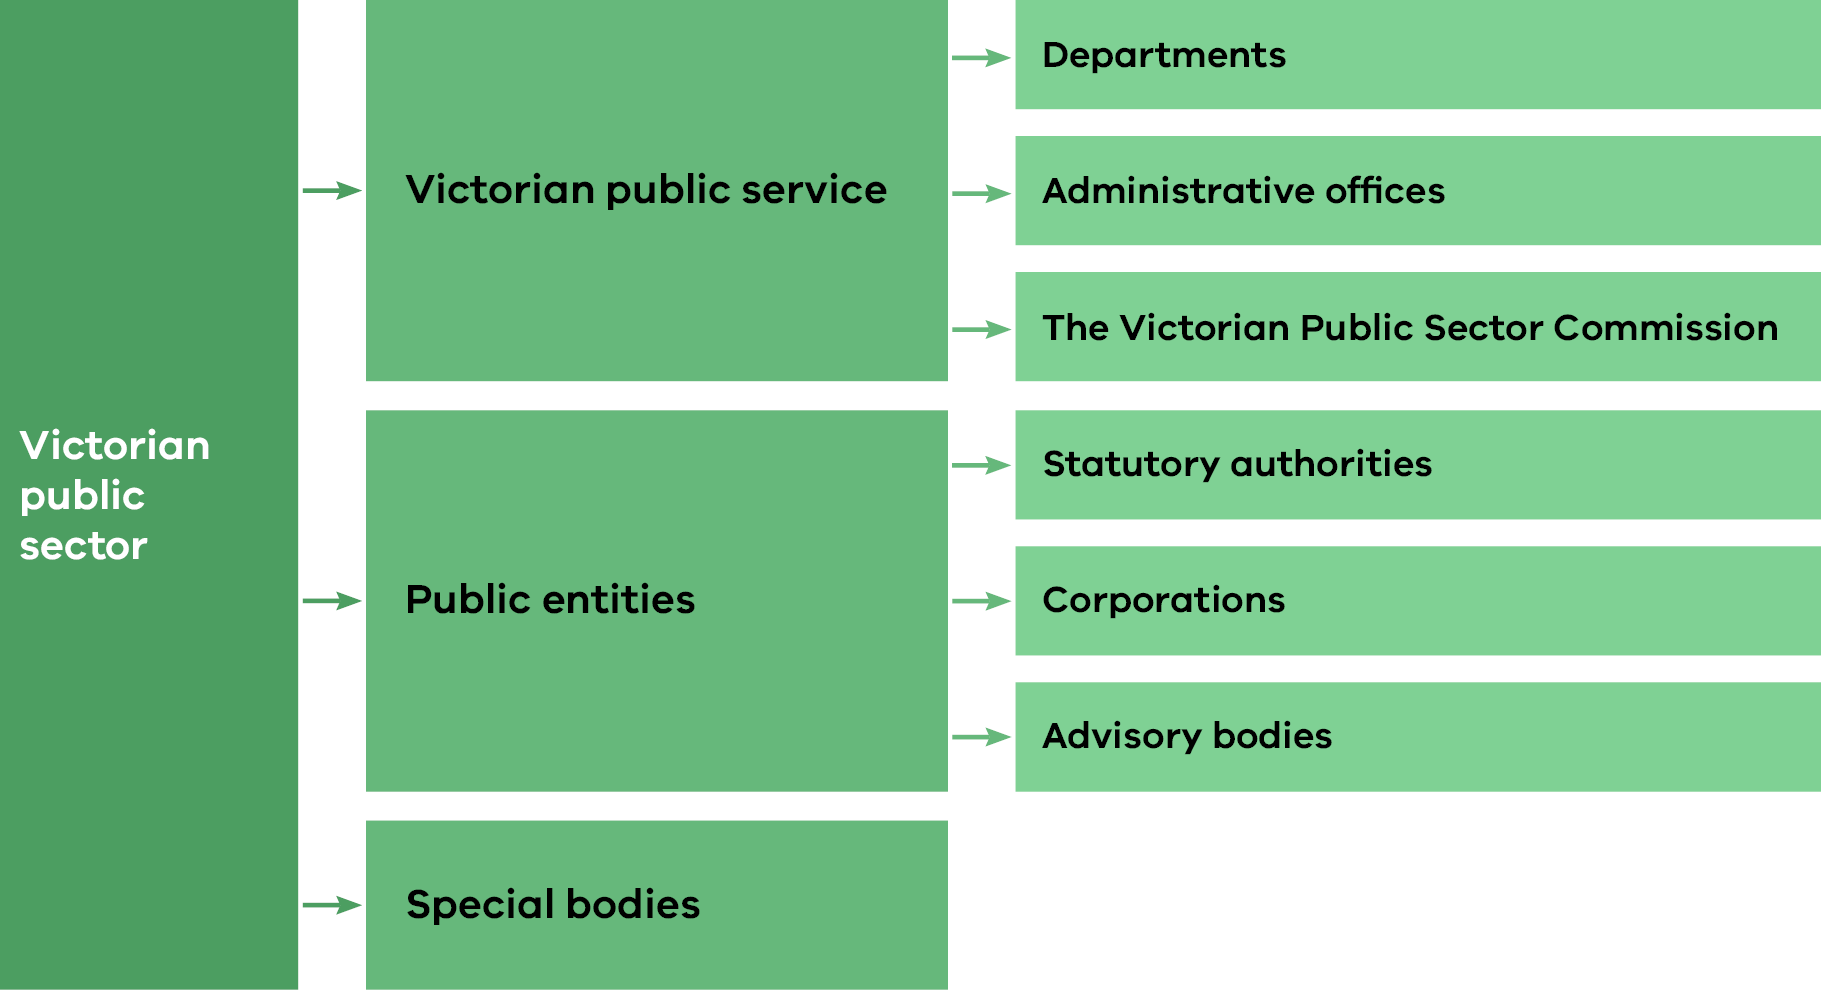 Victorian
public
sector
Victorian public service
Departments
Administrative offices
The Victorian Public Sector Commission
Public entities
Statutory authorities
Corporations
Advisory bodies
Special bodies